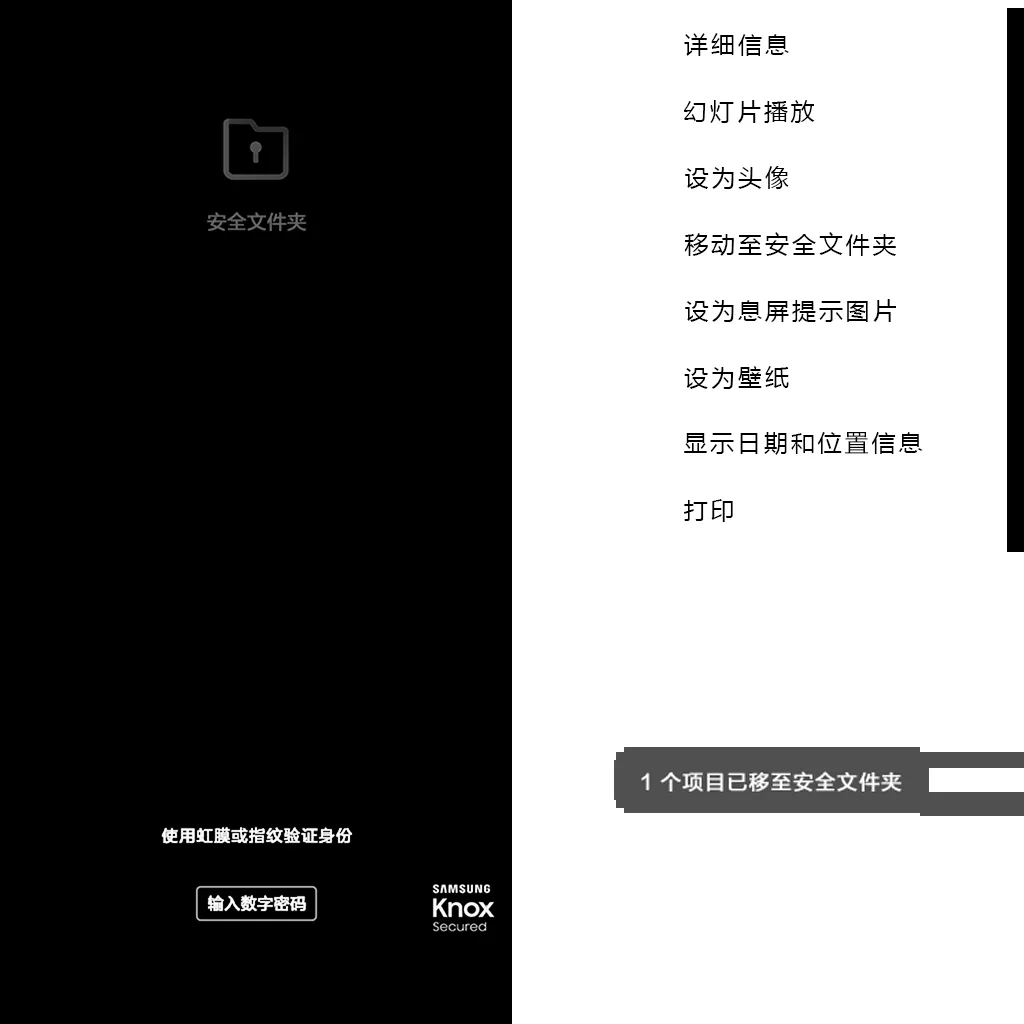 安全文件夹
使用虹膜或指纹验证身份
输入数字密码
SAMSUNG
Knox
Secured
详细信息
幻灯片播放
设为头像
移动至安全文件夹
设为息屏提示图片
设为壁纸
显示日期和位置信息
打印
1 个项目已移至安全文件夹